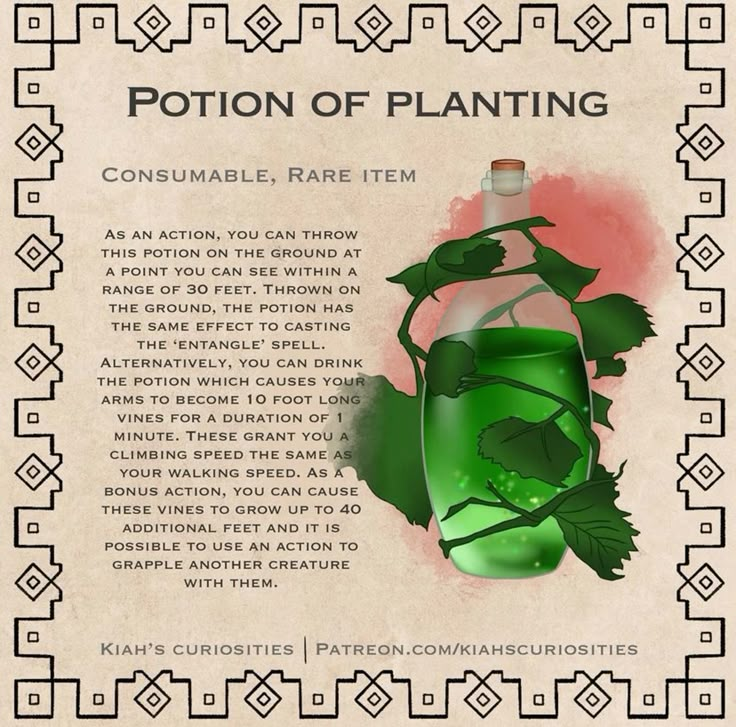 Potion of planting
Consumable, Rare item
As an action, you can throw
this potion on the ground at
a point you can see within a
range of 30 feet. Thrown on
the ground, the potion has
the same effect to casting
the ‘entangle’ spell.
Alternatively, you can drink
the potion which causes your
arms to become 10 foot long
vines for a duration of 1
minute. These grant you a
climbing speed the same as
your walking speed. As a
bonus action, you can cause
these vines to grow up to 40
additional feet and it is
possible to use an action to
grapple another creature
with them.
Kiah’s curiosities | Patreon.com/kiahscuriosities